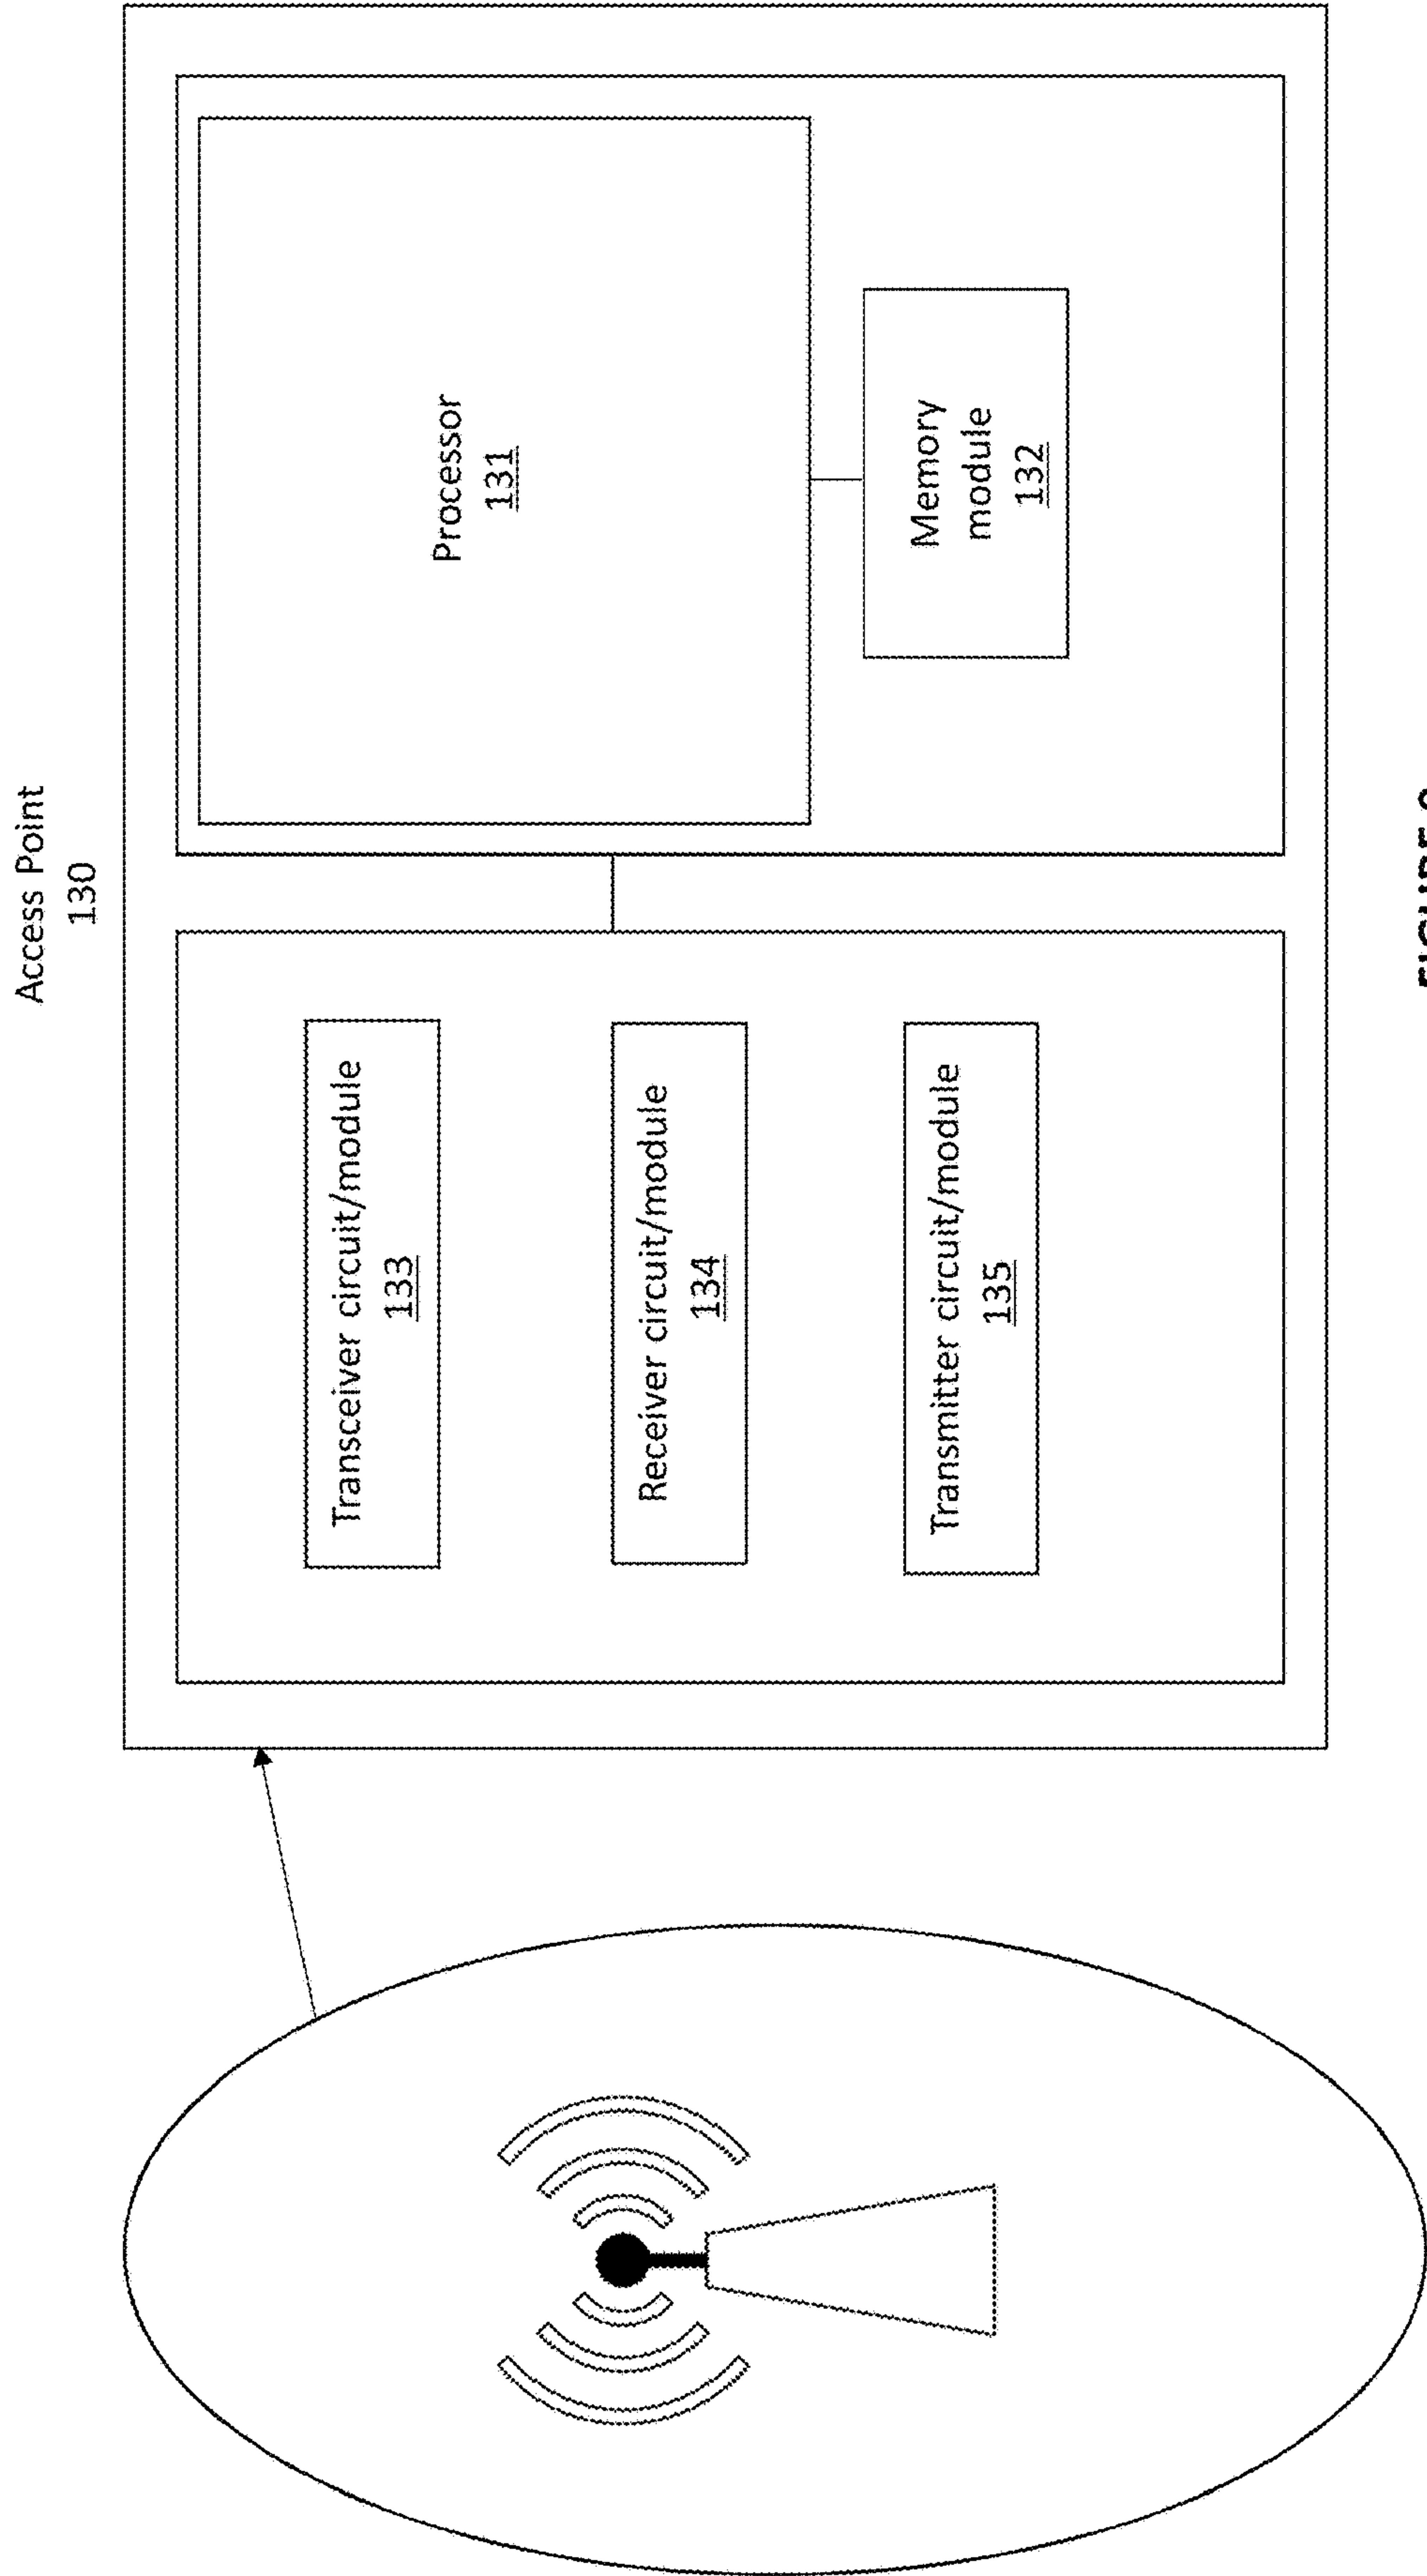 Access Point
130
Transceiver circuit/module
133
Receiver circuit/module
134
Transmitter circuit/module
135
Processor
131
Memory
module
132
FIGURE